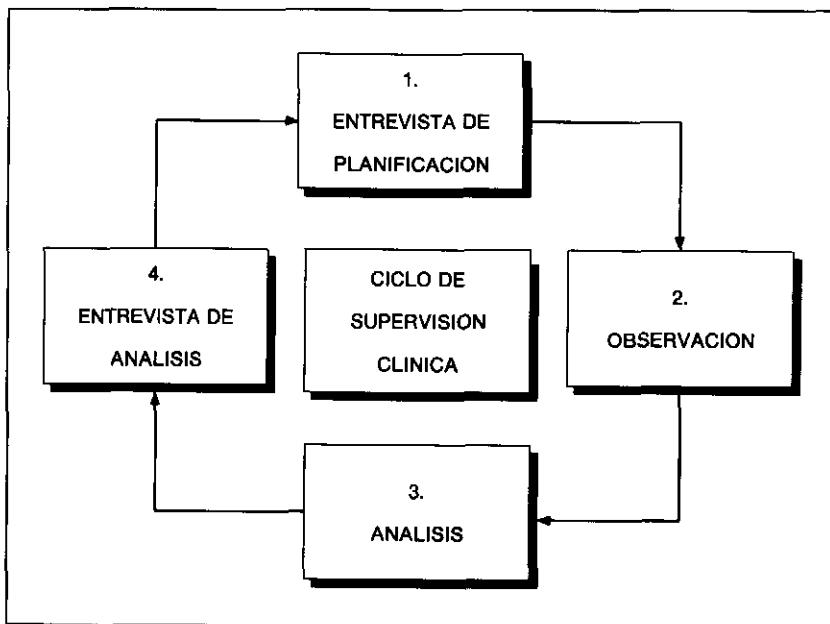 1.
ENTREVISTA DE
PLANIFICACION
4.
ENTREVISTA DE
ANALISIS
CICLO DE
SUPERVISION
CLINICA
2.
OBSERVACION
3.
ANALISIS